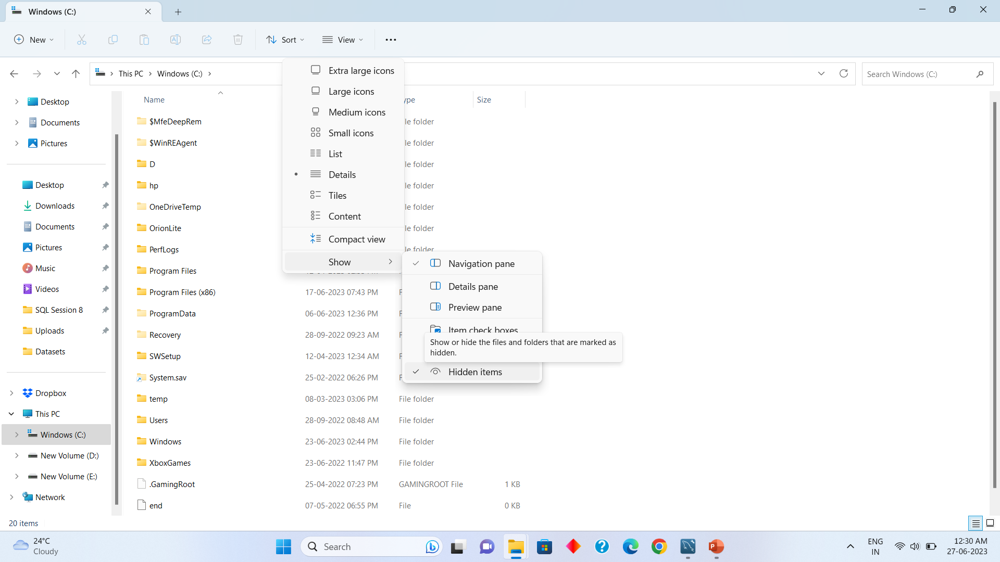 Windows (C:)
New
Sort
View
This PC
Windows (C:)
Search Windows (C:)
Desktop
Documents
Pictures
Desktop
Downloads
Documents
Pictures
Music
Videos
SQL Session 8
Uploads
Datasets
Dropbox
This PC
Windows (C:)
New Volume (D:)
New Volume (E:)
Network
Name
Size
$MfeDeepRem
folder
$WinREAgent
folder
D
folder
hp
folder
OneDriveTemp
folder
OrionLite
folder
PerfLogs
folder
Program Files
Program Files (x86) 17-06-2023 07:43 PM
ProgramData 06-06-2023 12:36 PM
Recovery 28-09-2022 09:23 AM
SWSetup 12-04-2023 12:34 AM
System.sav 25-02-2022 06:26 PM
temp 08-03-2023 03:06 PM File folder
Users 28-09-2022 08:48 AM File folder
Windows 23-06-2023 02:44 PM File folder
XboxGames 23-06-2022 11:47 PM File folder
.GamingRoot 25-04-2022 07:23 PM GAMINGROOT File 1 KB
end 07-05-2022 06:55 PM File 0 KB
Extra large icons
Large icons
Medium icons
Small icons
List
Details
Tiles
Content
Compact view
Show
Navigation pane
Details pane
Preview pane
Item check boxes
Show or hide the files and folders that are marked as
hidden.
Hidden items
20 items
24°C
Cloudy
Search
ENG
IN
12:30 AM
27-06-2023